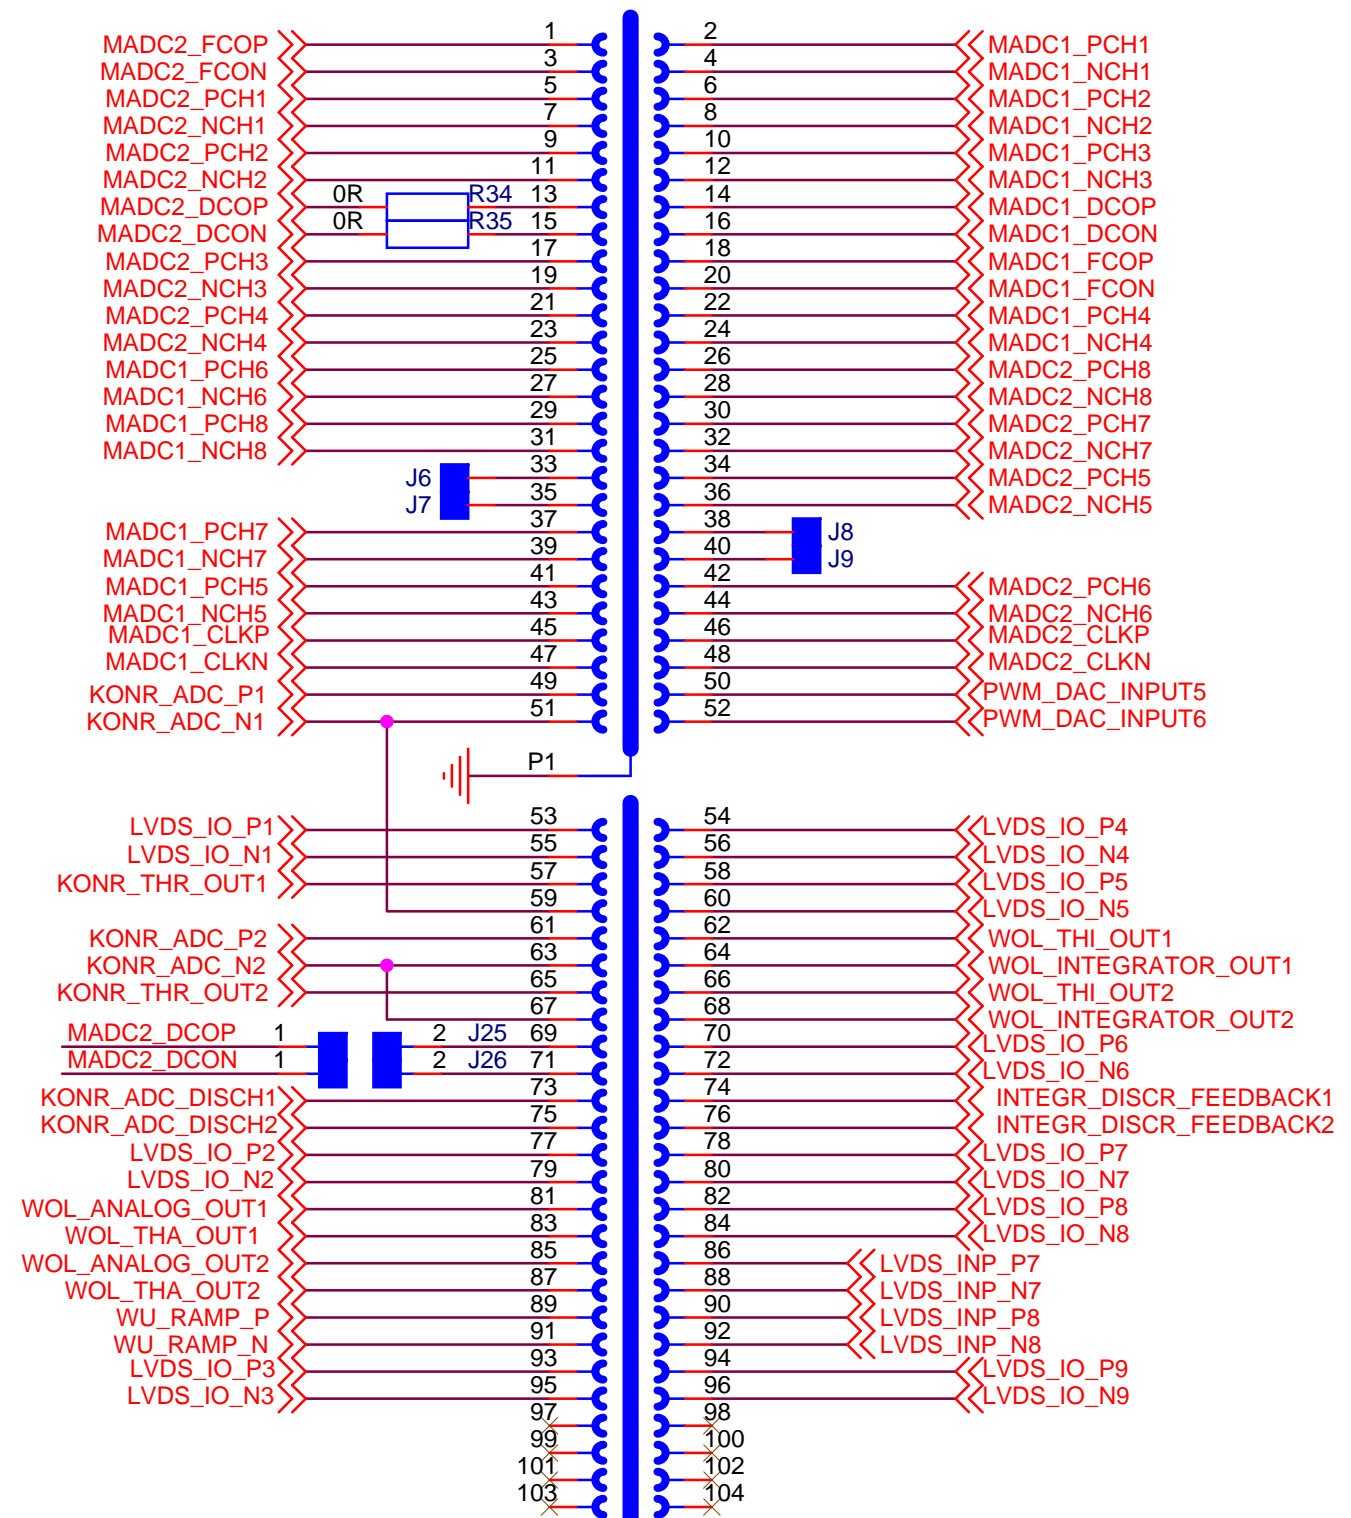 MADC2_FCOP 1 2 MADC1_PCH1
MADC2_FCON 3 4 MADC1_NCH1
MADC2_PCH1 5 6 MADC1_PCH2
MADC2_NCH1 7 8 MADC1_NCH2
MADC2_PCH2 9 10 MADC1_PCH3
MADC2_NCH2 11 12 MADC1_NCH3
MADC2_DCOP 0R R34 13 14 MADC1_DCOP
MADC2_DCON 0R R35 15 16 MADC1_DCON
MADC2_PCH3 17 18 MADC1_FCOP
MADC2_NCH3 19 20 MADC1_FCON
MADC2_PCH4 21 22 MADC1_PCH4
MADC2_NCH4 23 24 MADC1_NCH4
MADC1_PCH6 25 26 MADC2_PCH8
MADC1_NCH6 27 28 MADC2_NCH8
MADC1_PCH8 29 30 MADC2_PCH7
MADC1_NCH8 31 32 MADC2_NCH7
J6 33 34 MADC2_PCH5
J7 35 36 MADC2_NCH5
MADC1_PCH7 37 38 J8
MADC1_NCH7 39 40 J9
MADC1_PCH5 41 42 MADC2_PCH6
MADC1_NCH5 43 44 MADC2_NCH6
MADC1_CLKP 45 46 MADC2_CLKP
MADC1_CLKN 47 48 MADC2_CLKN
KONR_ADC_P1 49 50 PWM_DAC_INPUT5
KONR_ADC_N1 51 52 PWM_DAC_INPUT6
P1
LVDS_IO_P1 53 54 LVDS_IO_P4
LVDS_IO_N1 55 56 LVDS_IO_N4
KONR_THR_OUT1 57 58 LVDS_IO_P5
59 60 LVDS_IO_N5
KONR_ADC_P2 61 62 WOL_THI_OUT1
KONR_ADC_N2 63 64 WOL_INTEGRATOR_OUT1
KONR_THR_OUT2 65 66 WOL_THI_OUT2
67 68 WOL_INTEGRATOR_OUT2
MADC2_DCOP 1 2 J25 69 70 LVDS_IO_P6
MADC2_DCON 1 2 J26 71 72 LVDS_IO_N6
KONR_ADC_DISCH1 73 74 INTEGR_DISCR_FEEDBACK1
KONR_ADC_DISCH2 75 76 INTEGR_DISCR_FEEDBACK2
LVDS_IO_P2 77 78 LVDS_IO_P7
LVDS_IO_N2 79 80 LVDS_IO_N7
WOL_ANALOG_OUT1 81 82 LVDS_IO_P8
WOL_THA_OUT1 83 84 LVDS_IO_N8
WOL_ANALOG_OUT2 85 86 LVDS_INP_P7
WOL_THA_OUT2 87 88 LVDS_INP_N7
WU_RAMP_P 89 90 LVDS_INP_P8
WU_RAMP_N 91 92 LVDS_INP_N8
LVDS_IO_P3 93 94 LVDS_IO_P9
LVDS_IO_N3 95 96 LVDS_IO_N9
97 98
99 100
101 102
103 104